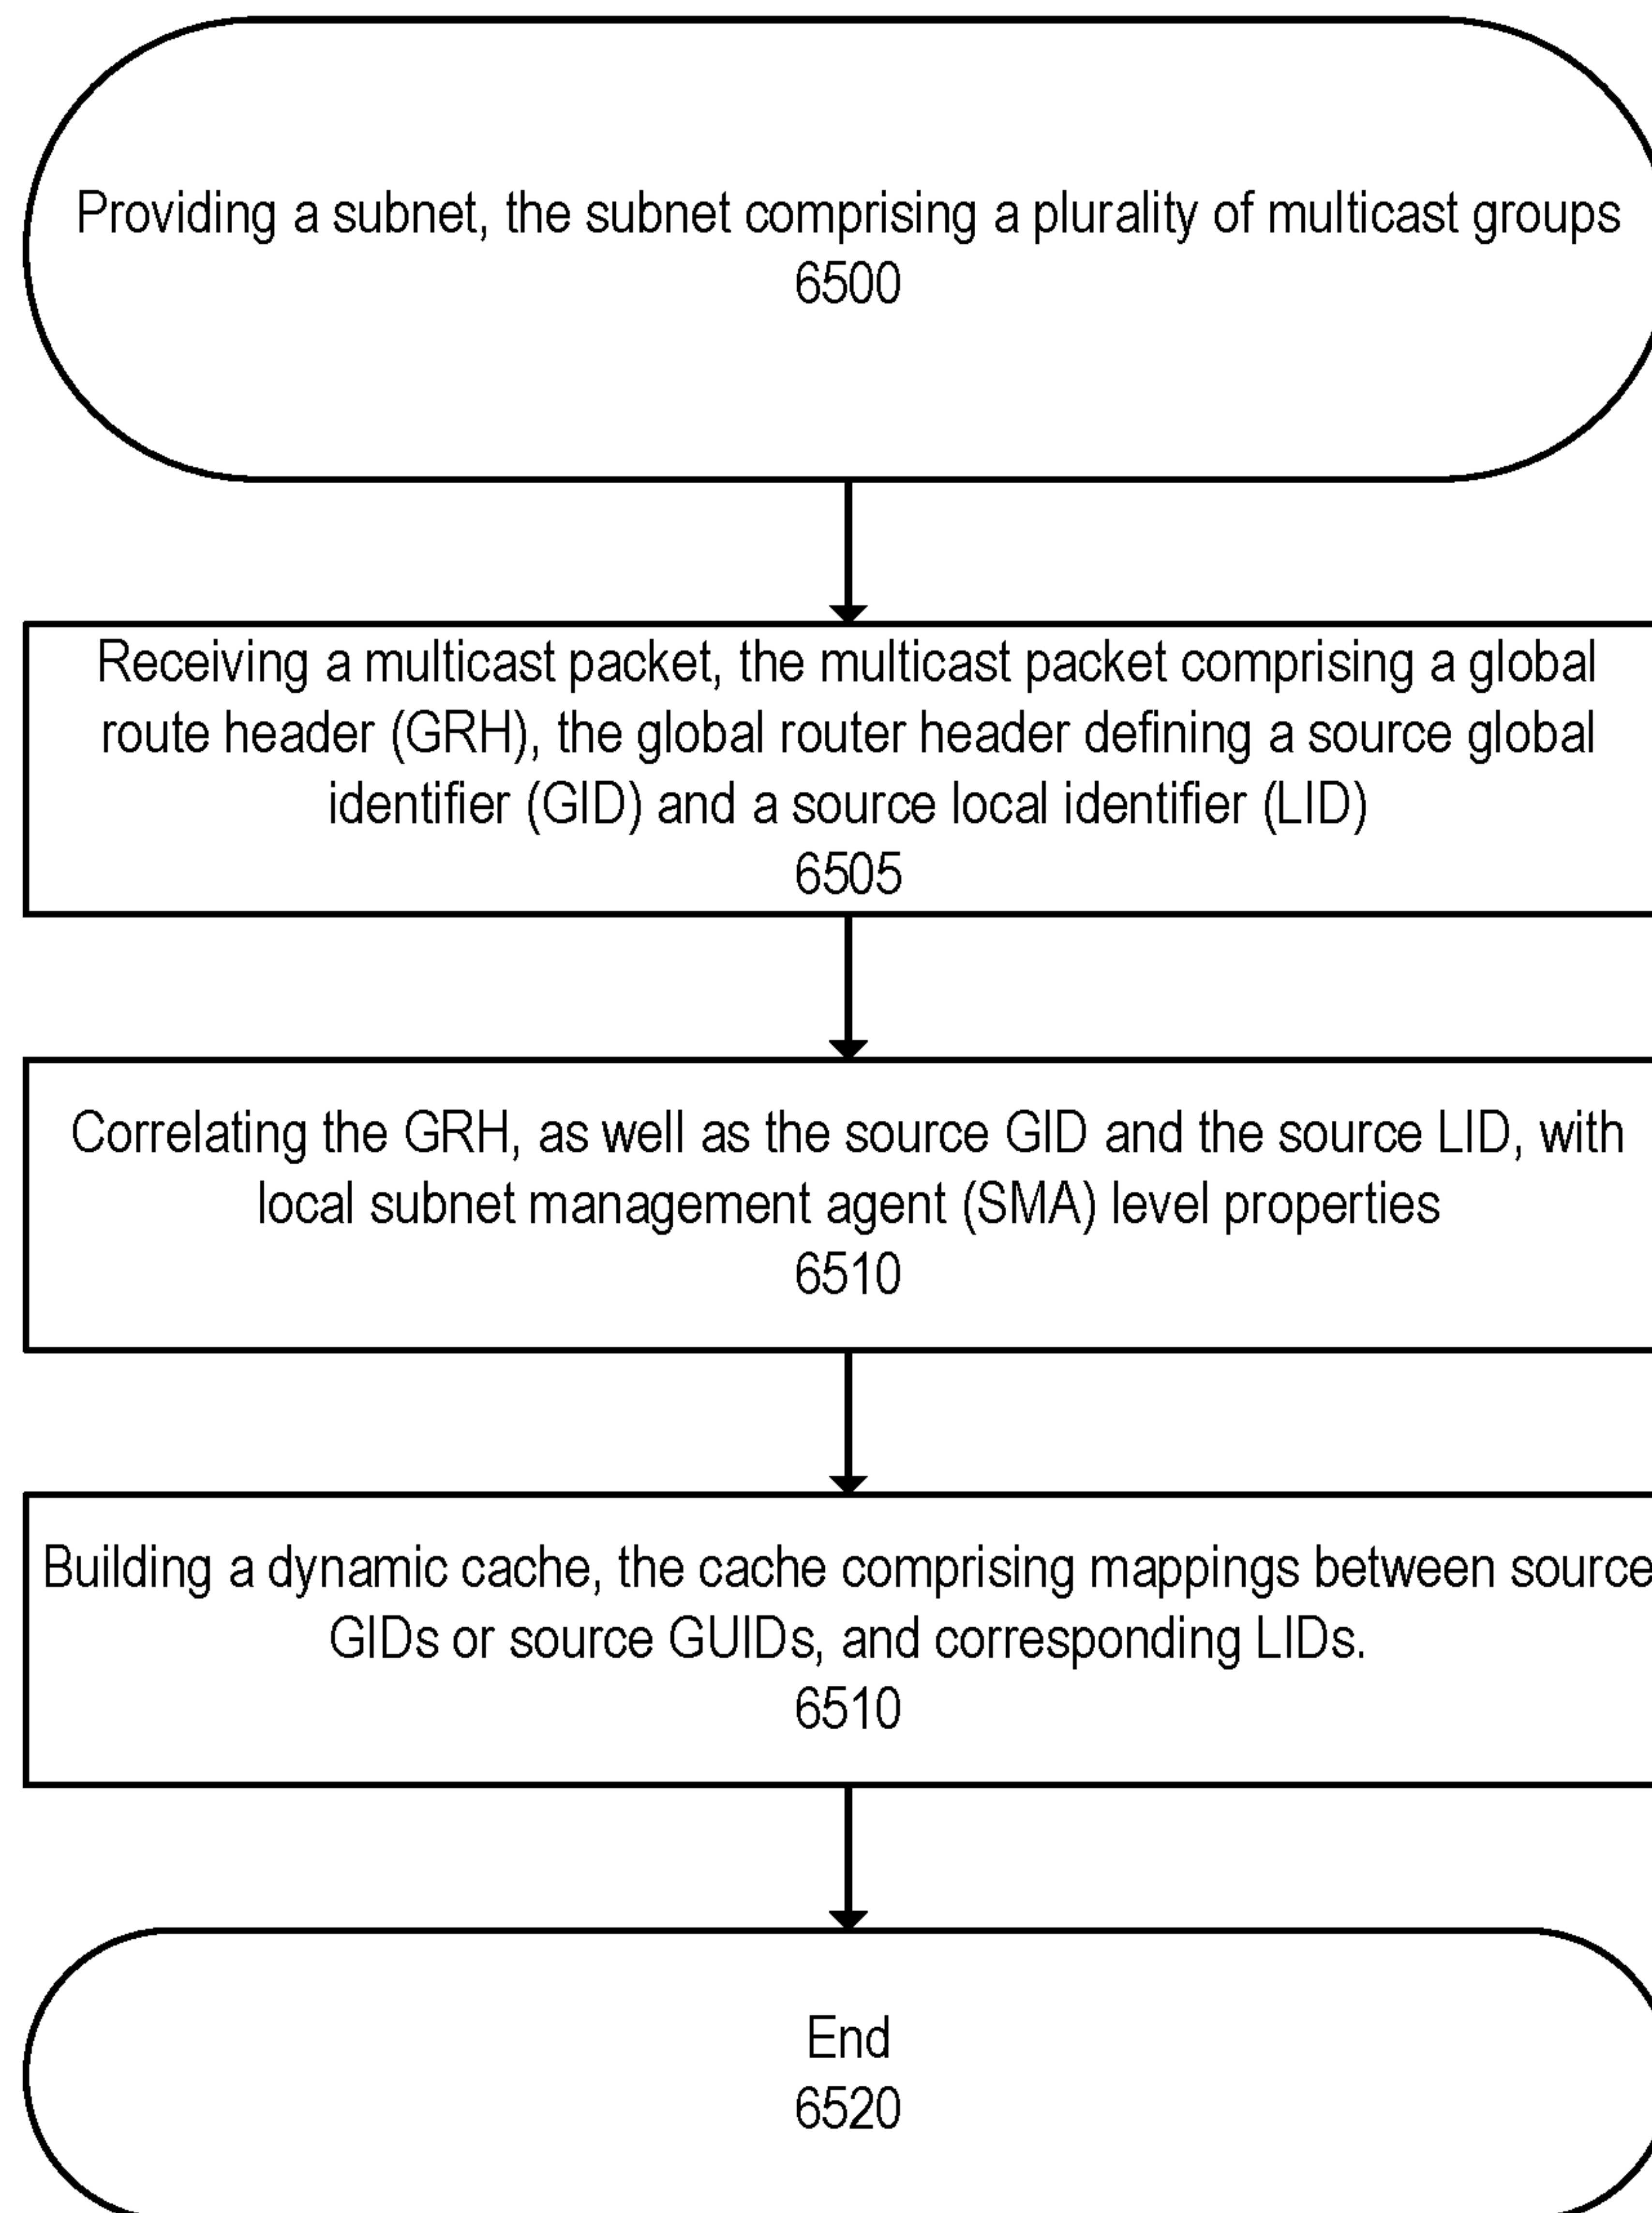 Providing a subnet, the subnet comprising a plurality of multicast groups
6500
Receiving a multicast packet, the multicast packet comprising a global
route header (GRH), the global router header defining a source global
identifier (GID) and a source local identifier (LID)
6505
Correlating the GRH, as well as the source GID and the source LID, with
local subnet management agent (SMA) level properties
6510
Building a dynamic cache, the cache comprising mappings between source
GIDs or source GUIDs, and corresponding LIDs.
6510
End
6520